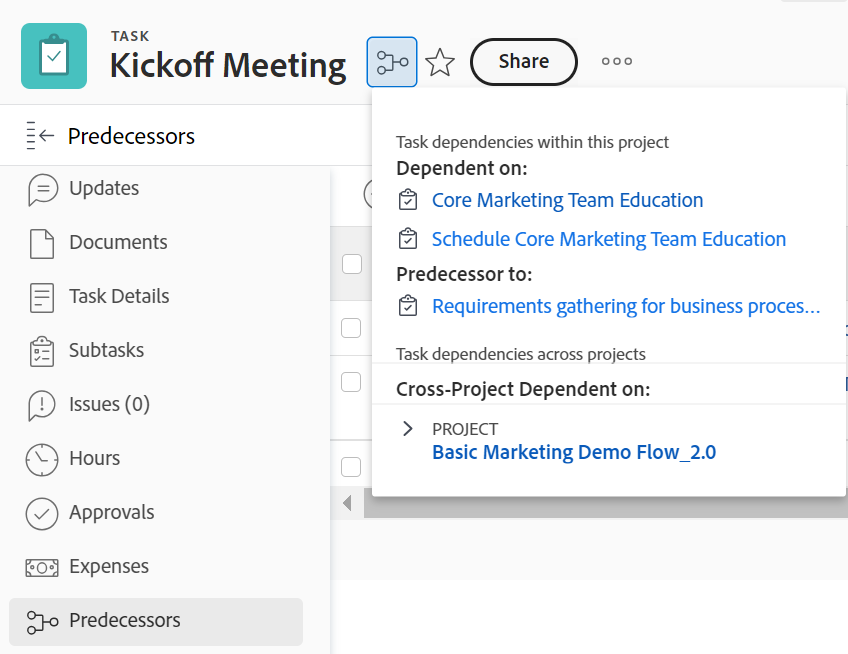 TASK
Kickoff Meeting
Share
Predecessors
Updates
Documents
Task Details
Subtasks
Issues (0)
Hours
Approvals
Expenses
Predecessors
Task dependencies within this project
Dependent on:
Core Marketing Team Education
Schedule Core Marketing Team Education
Predecessor to:
Requirements gathering for business proces...
Task dependencies across projects
Cross-Project Dependent on:
PROJECT
Basic Marketing Demo Flow_2.0